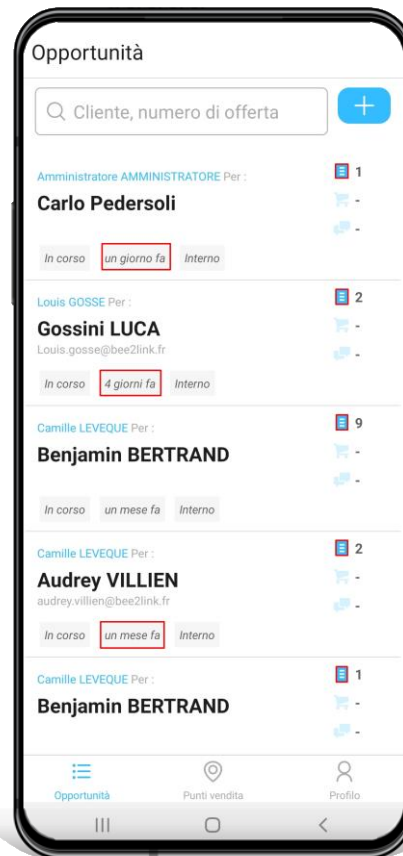 Opportunità
Cliente, numero di offerta
Amministratore AMMINISTRATORE Per :
1
Carlo Pedersoli
-
-
In corso un giorno fa Interno
Louis GOSSE Per :
2
Gossini LUCA
-
Louis.gosse@bee2link.fr
-
In corso 4 giorni fa Interno
Camille LEVEQUE Per :
9
Benjamin BERTRAND
-
-
In corso un mese fa Interno
Camille LEVEQUE Per :
2
Audrey VILLIEN
-
audrey.villien@bee2link.fr
-
In corso un mese fa Interno
Camille LEVEQUE Per :
1
Benjamin BERTRAND
-
-
Opportunità Punti vendita Profilo